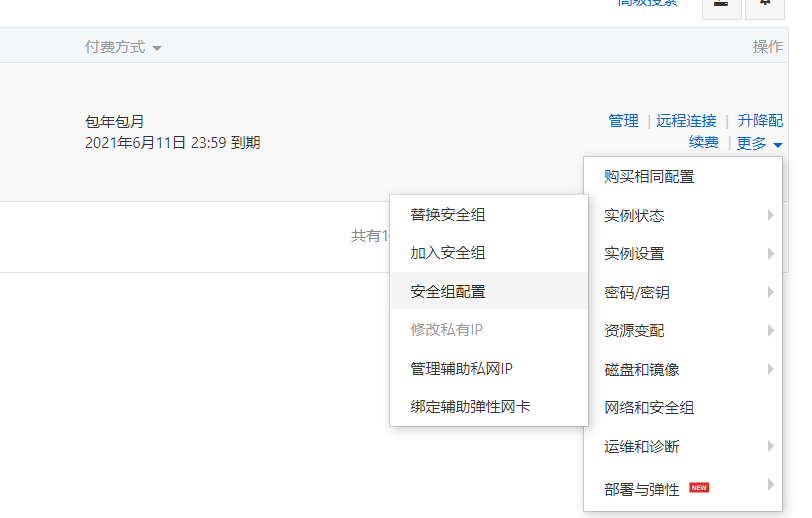 高级搜索
付费方式 操作
包年包月
2021年6月11日 23:59 到期
管理 | 远程连接 | 升降配
续费 | 更多
购买相同配置
实例状态
实例设置
密码/密钥
资源变配
磁盘和镜像
网络和安全组
运维和诊断
部署与弹性 NEW
替换安全组
加入安全组
安全组配置
修改私有IP
管理辅助私网IP
绑定辅助弹性网卡
共有1